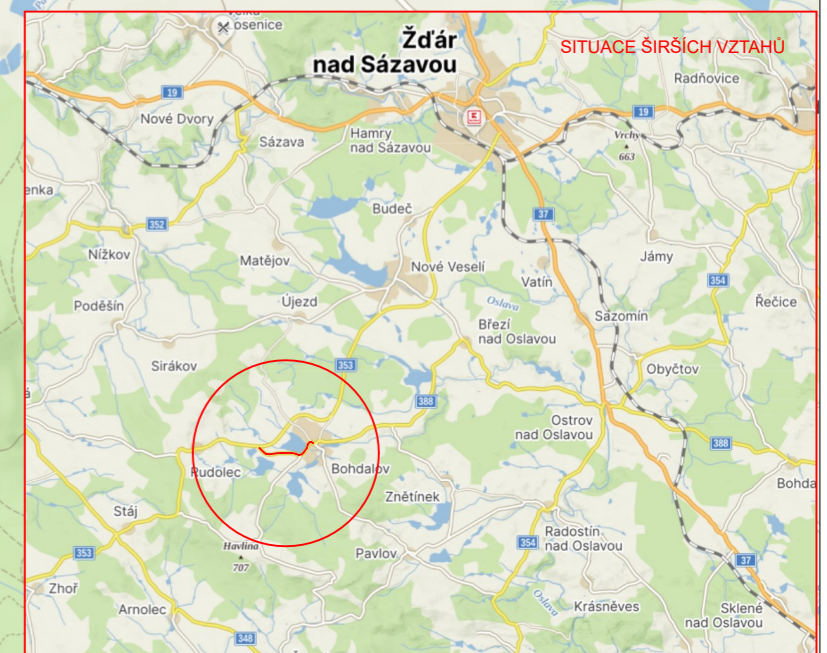 Velká
osenice
Žďár
nad Sázavou
SITUACE ŠIRŠÍCH VZTAHŮ
Radňovice
19
19
Nové Dvory
Sázava
Hamry
nad Sázavou
Vrchy
663
enka
Budeč
37
352
Nížkov
Matějov
Nové Veselí
Jámy
Vatín
354
Poděšín
Újezd
Oslava
Řečice
Sazomín
Březí
nad Oslavou
Sirákov
353
Obyčtov
388
Ostrov
nad Oslavou
388
Rudolec
Bohdalov
Bohda
Znětínek
Stáj
Radostín
nad Oslavou
354
353
Havlina
707
Pavlov
37
Zhoř
Oslava
Arnolec
Krásněves
Sklené
nad Oslavou
348